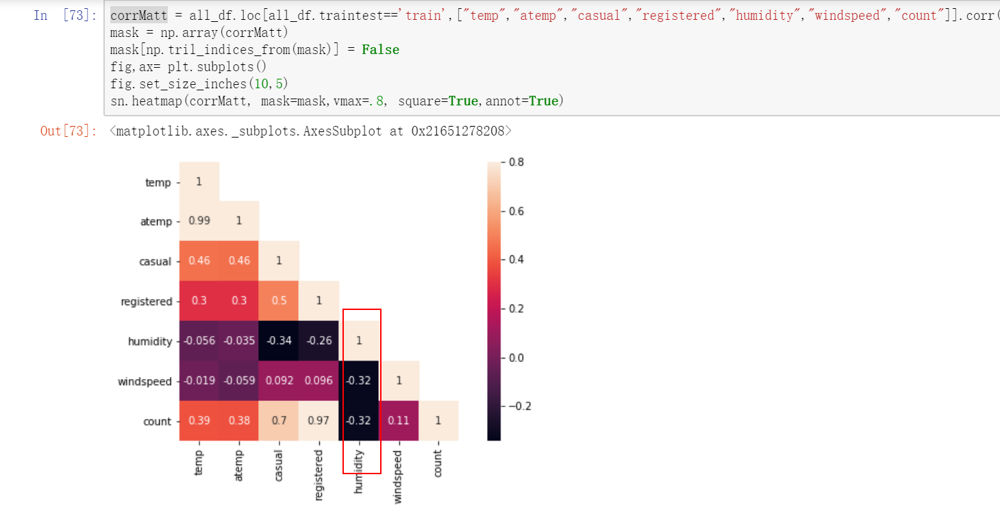 In [73]: corrMatt = all_df.loc[all_df.traintest=='train',["temp","atemp","casual","registered","humidity","windspeed","count"]].corr(
mask = np.array(corrMatt)
mask[np.tril_indices_from(mask)] = False
fig,ax= plt.subplots()
fig.set_size_inches(10,5)
sn.heatmap(corrMatt, mask=mask,vmax=.8, square=True,annot=True)
Out[73]: <matplotlib.axes._subplots.AxesSubplot at 0x21651278208>
temp 1
atemp 0.99 1
casual 0.46 0.46 1
registered 0.3 0.3 0.5 1
humidity -0.056 -0.035 -0.34 -0.26 1
windspeed -0.019 -0.059 0.092 0.096 -0.32 1
count 0.39 0.38 0.7 0.97 -0.32 0.11 1
temp atemp casual registered humidity windspeed count
0.8
0.6
0.4
0.2
0.0
−0.2